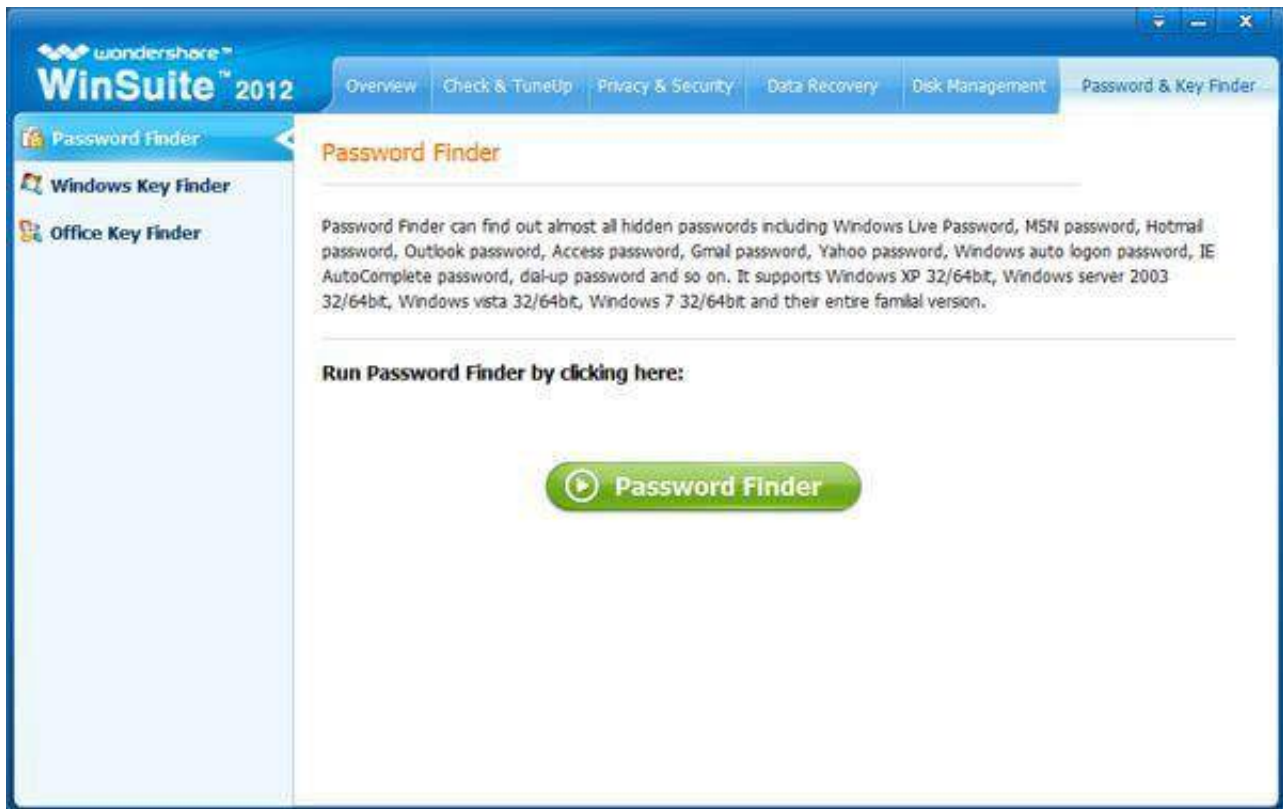 wondershare™
WinSuite™ 2012
Overview
Check & TuneUp
Privacy & Security
Data Recovery
Disk Management
Password & Key Finder
Password Finder
Windows Key Finder
Office Key Finder
Password Finder
Password Finder can find out almost all hidden passwords including Windows Live Password, MSN password, Hotmail
password, Outlook password, Access password, Gmail password, Yahoo password, Windows auto logon password, IE
AutoComplete password, dial-up password and so on. It supports Windows XP 32/64bit, Windows server 2003
32/64bit, Windows vista 32/64bit, Windows 7 32/64bit and their entire familal version.
Run Password Finder by clicking here:
Password Finder